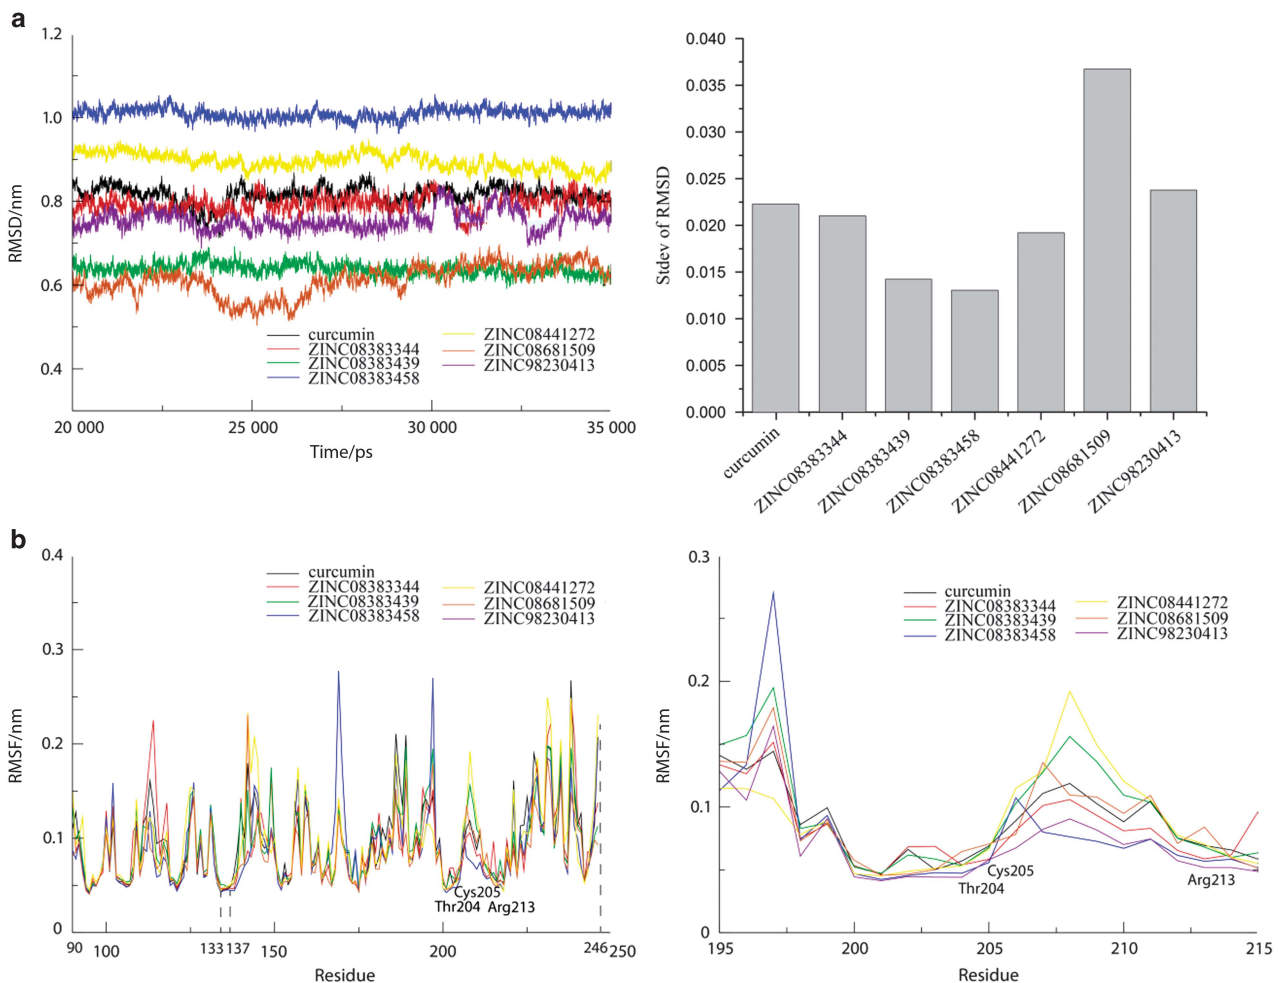 a
1.2
1.0
0.8
0.6
0.4
RMSD/nm
20 000
25 000
30 000
35 000
Time/ps
curcumin
ZINC08383344
ZINC08383439
ZINC08383458
ZINC08441272
ZINC08681509
ZINC98230413
0.040
0.035
0.030
0.025
0.020
0.015
0.010
0.005
0.000
Stdev of RMSD
curcumin
ZINC08383344
ZINC08383439
ZINC08383458
ZINC08441272
ZINC08681509
ZINC98230413
b
0.4
0.3
0.2
0.1
0
RMSF/nm
curcumin
ZINC08383344
ZINC08383439
ZINC08383458
ZINC08441272
ZINC08681509
ZINC98230413
Cys205
Thr204 Arg213
90 100 133 137 150 200 246 250
Residue
0.3
0.2
0.1
0
RMSF/nm
curcumin
ZINC08383344
ZINC08383439
ZINC08383458
ZINC08441272
ZINC08681509
ZINC98230413
Cys205
Thr204
Arg213
195 200 205 210 215
Residue